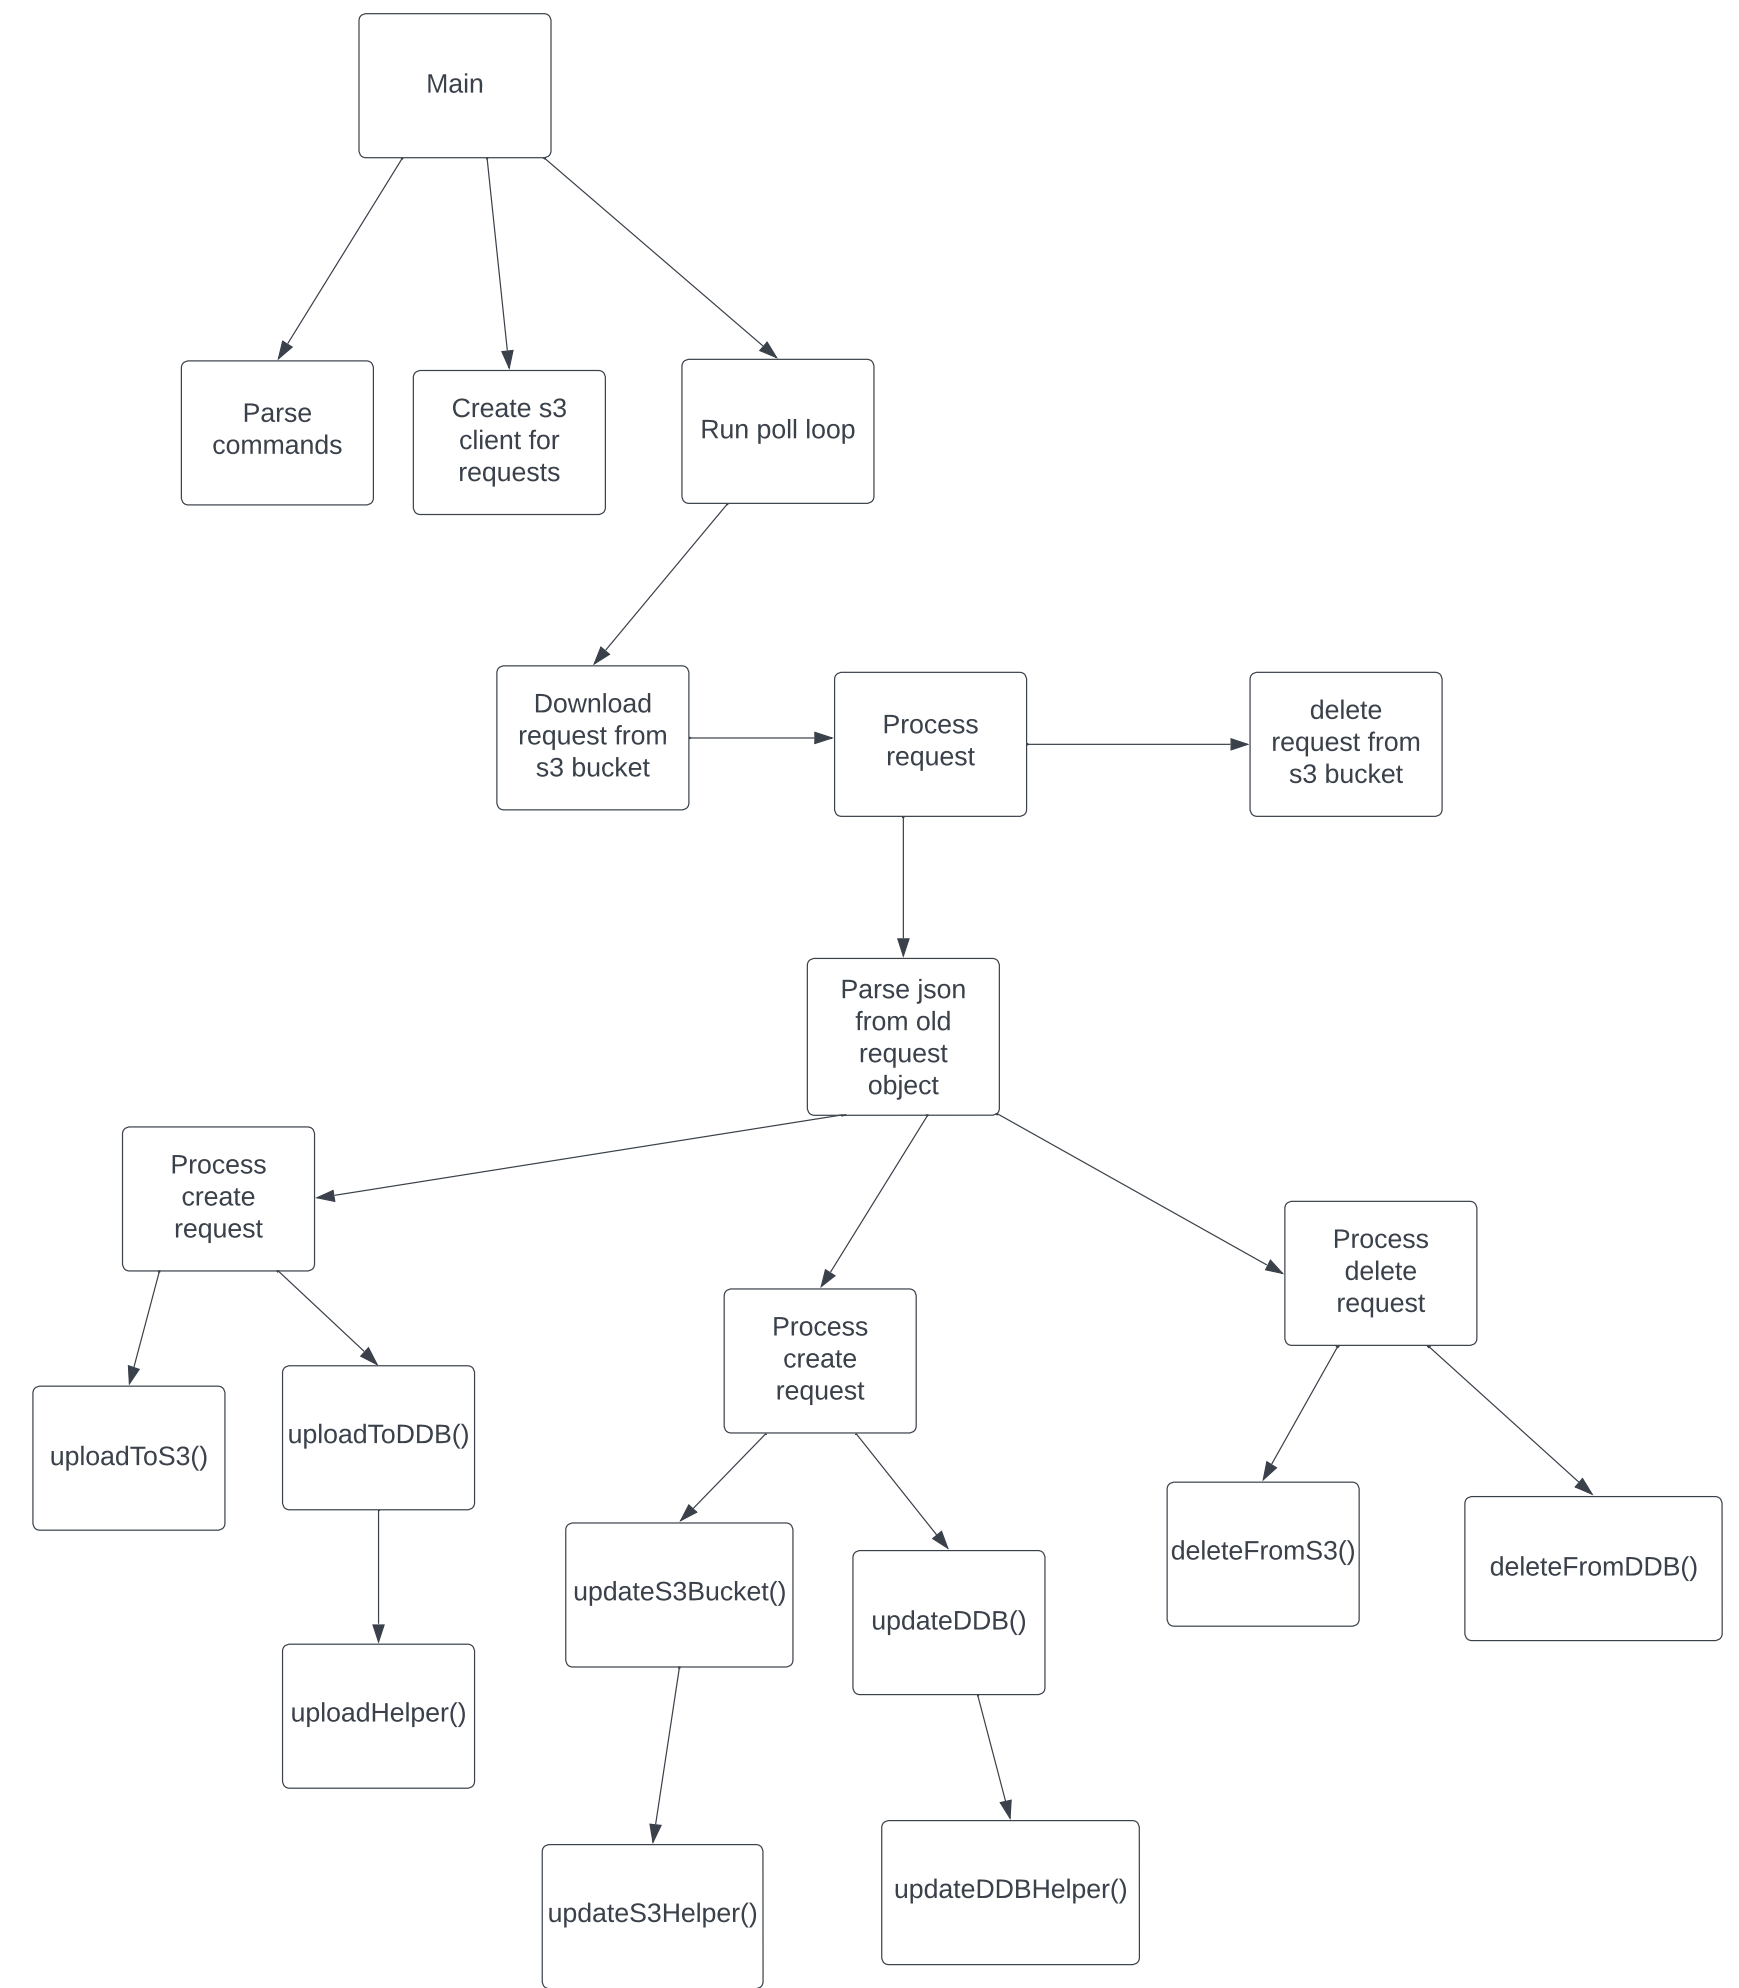 Main
Parse
commands
Create s3
client for
requests
Run poll loop
Download
request from
s3 bucket
Process
request
delete
request from
s3 bucket
Parse json
from old
request
object
Process
create
request
Process
create
request
Process
delete
request
uploadToS3()
uploadToDDB()
updateS3Bucket()
updateDDB()
deleteFromS3()
deleteFromDDB()
uploadHelper()
updateS3Helper()
updateDDBHelper()